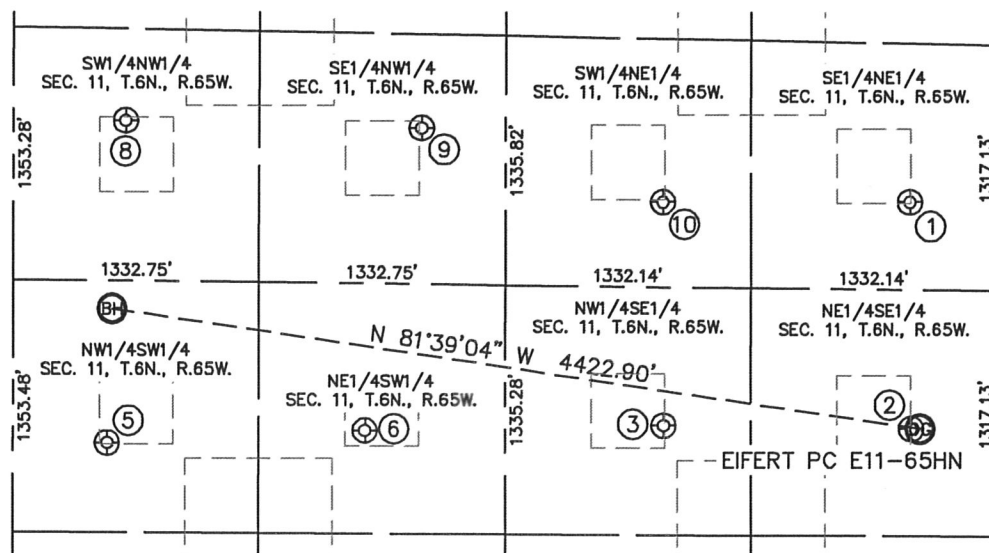 SW1/4NW1/4
SEC. 11, T.6N., R.65W.
SE1/4NW1/4
SEC. 11, T.6N., R.65W.
SW1/4NE1/4
SEC. 11, T.6N., R.65W.
SE1/4NE1/4
SEC. 11, T.6N., R.65W.
1353.28'
8
9
1335.82'
10
1
1317.13'
1332.75'
1332.75'
1332.14'
1332.14'
BH
N 81°39'04" W 4422.90'
NW1/4SW1/4
SEC. 11, T.6N., R.65W.
NE1/4SW1/4
SEC. 11, T.6N., R.65W.
NW1/4SE1/4
SEC. 11, T.6N., R.65W.
NE1/4SE1/4
SEC. 11, T.6N., R.65W.
1353.48'
5
6
1335.28'
3
2
1317.13'
EIFERT PC E11-65HN